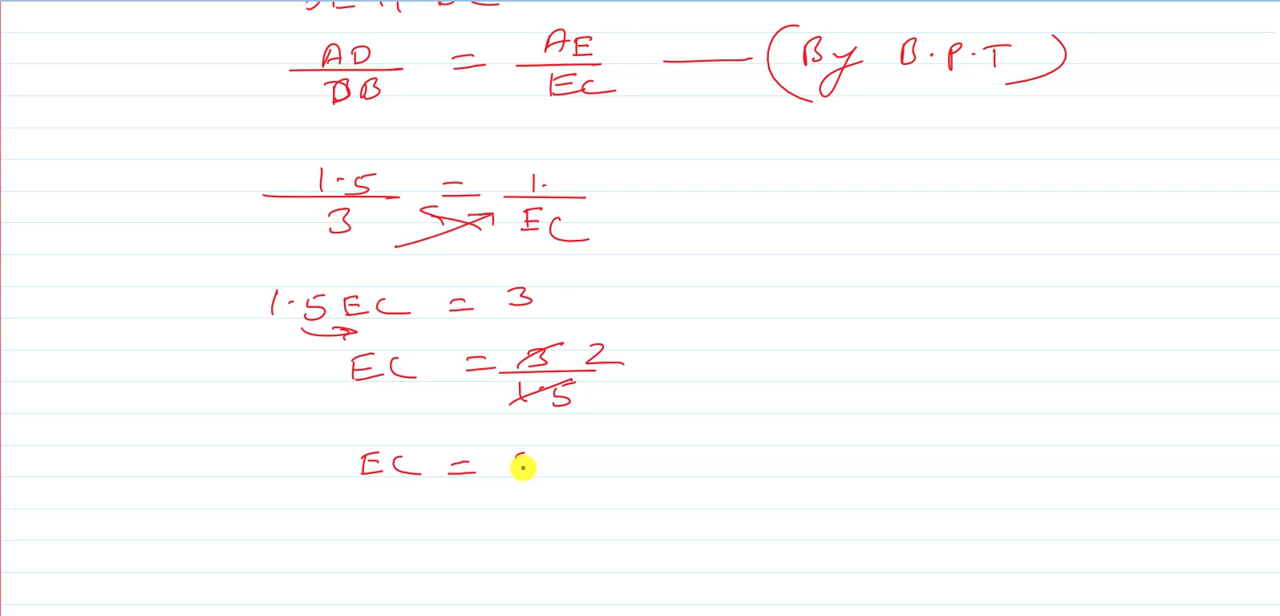 AD/DB = AE/EC — (By B.P.T)
1.5/3 = 1./EC
1.5 EC = 3
EC = 3/1.5 2
EC =